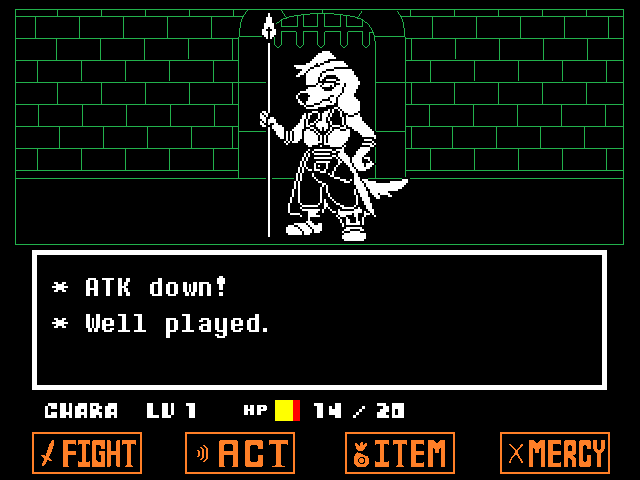 * ATK down!
* Well played.
CHARA LV 1 HP 14 / 20
FIGHT ACT ITEM MERCY